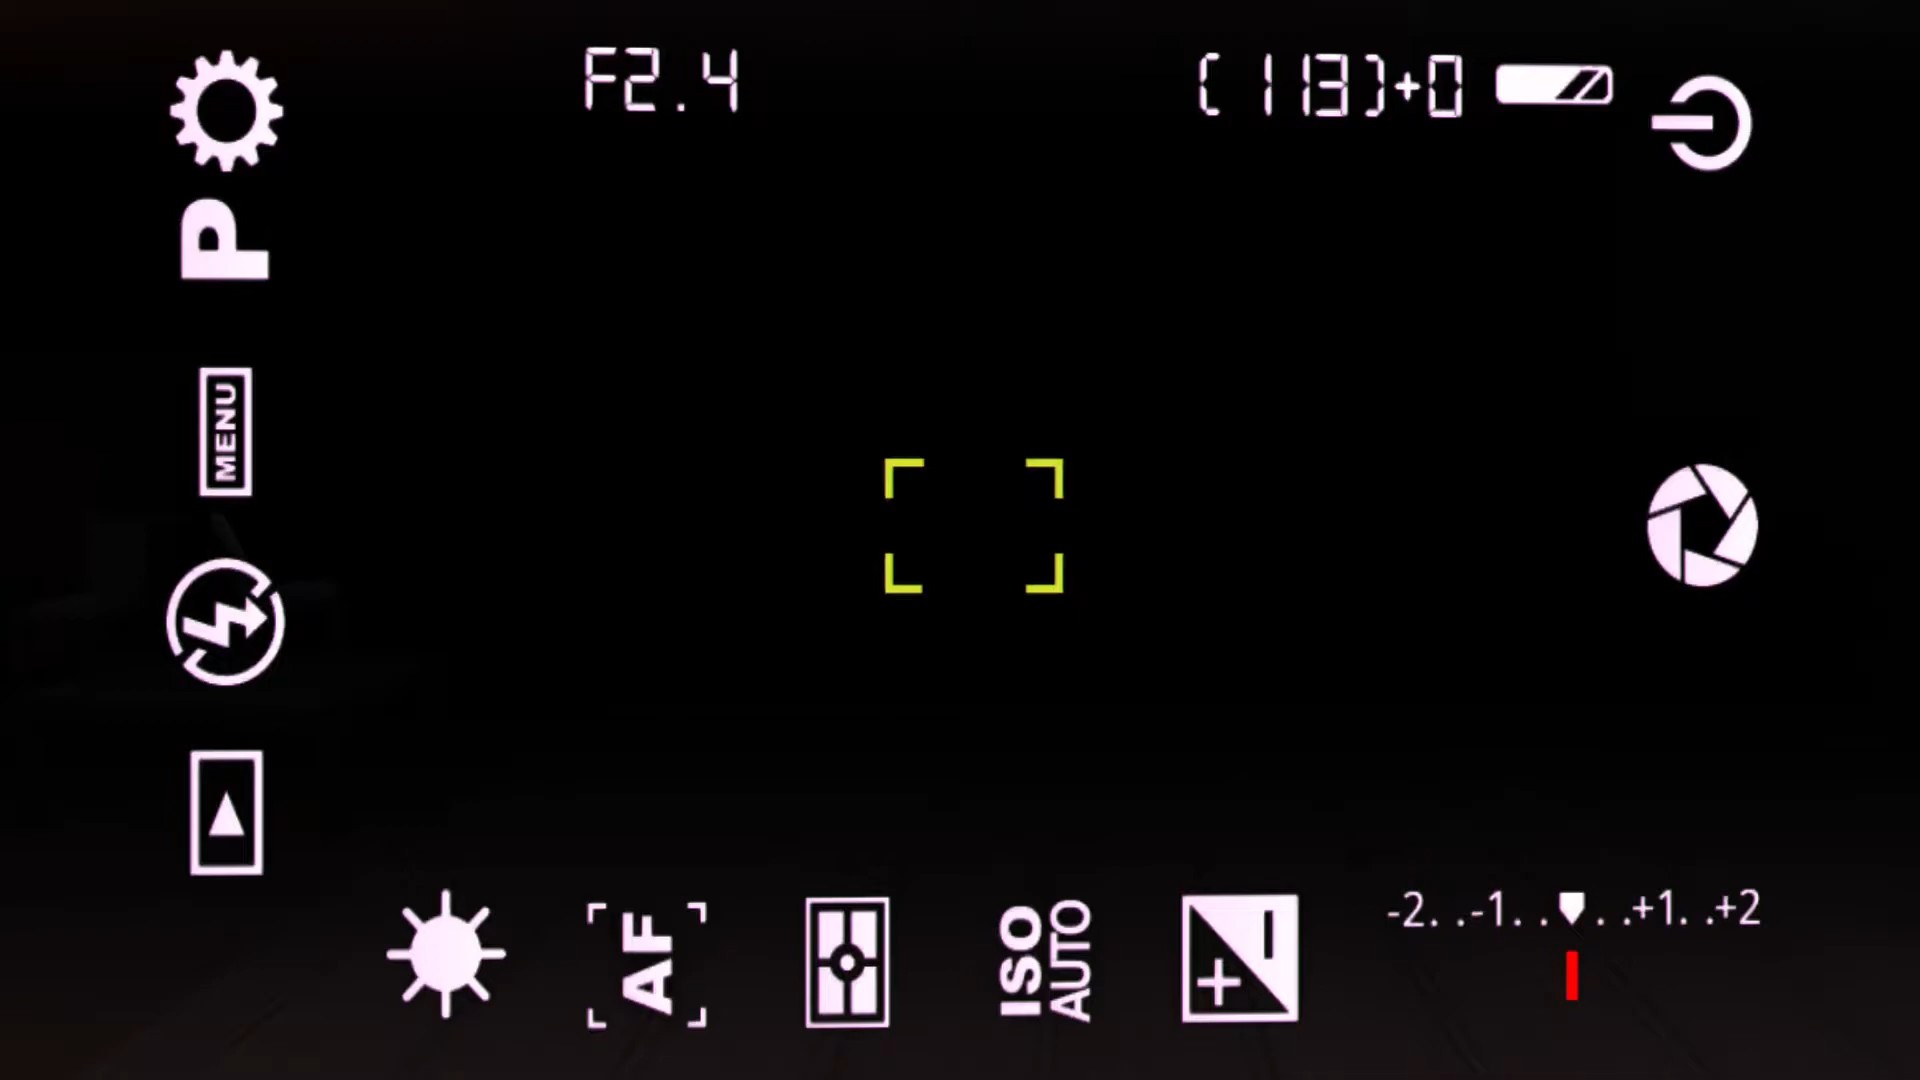 F2.4
(113)+0
P
MENU
AF
ISO
AUTO
-2. .-1. . . .+1. .+2